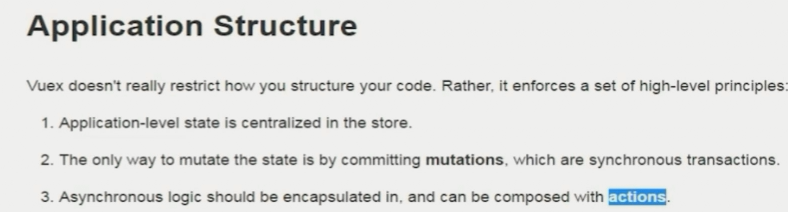 Application Structure
Vuex doesn't really restrict how you structure your code. Rather, it enforces a set of high-level principles:
1. Application-level state is centralized in the store.
2. The only way to mutate the state is by committing mutations, which are synchronous transactions.
3. Asynchronous logic should be encapsulated in, and can be composed with actions.